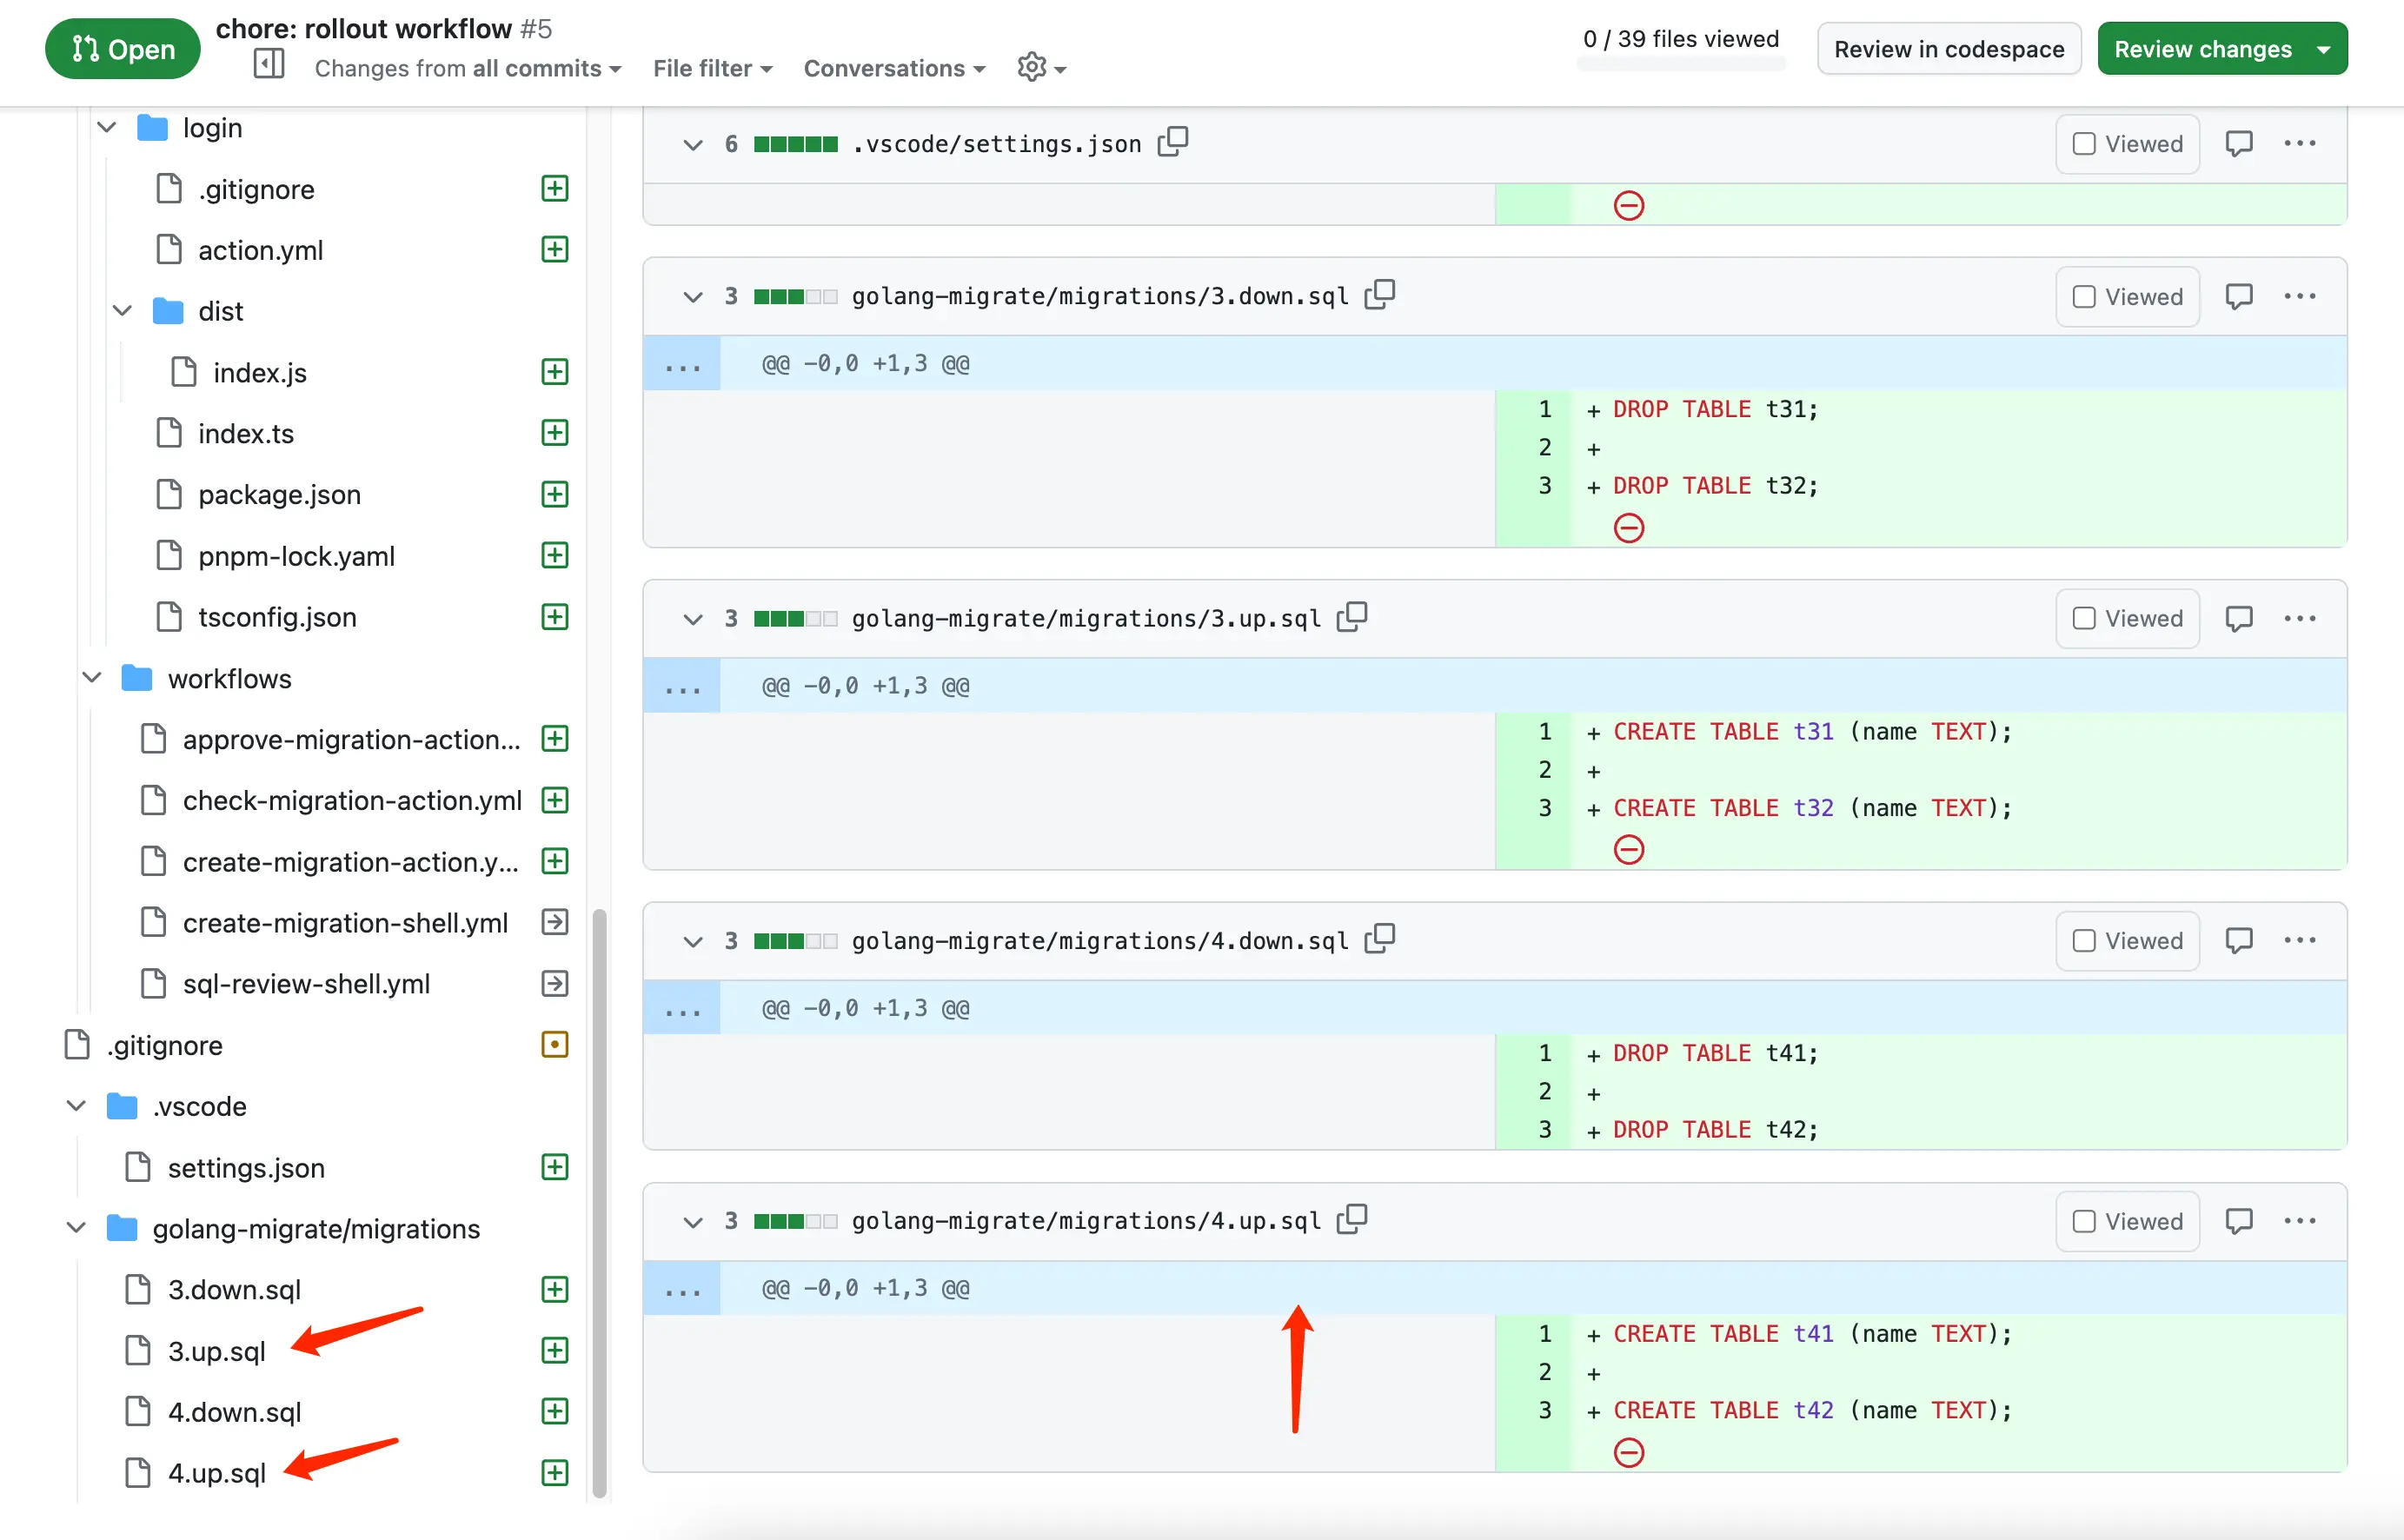 Open
chore: rollout workflow #5
Changes from all commits
File filter
Conversations
0 / 39 files viewed
Review in codespace
Review changes
login
.gitignore
action.yml
dist
index.js
index.ts
package.json
pnpm-lock.yaml
tsconfig.json
workflows
approve-migration-action...
check-migration-action.yml
create-migration-action.y...
create-migration-shell.yml
sql-review-shell.yml
.gitignore
.vscode
settings.json
golang-migrate/migrations
3.down.sql
3.up.sql
4.down.sql
4.up.sql
6 .vscode/settings.json
Viewed
3 golang-migrate/migrations/3.down.sql
Viewed
... @@ -0,0 +1,3 @@
1 + DROP TABLE t31;
2 +
3 + DROP TABLE t32;
3 golang-migrate/migrations/3.up.sql
Viewed
... @@ -0,0 +1,3 @@
1 + CREATE TABLE t31 (name TEXT);
2 +
3 + CREATE TABLE t32 (name TEXT);
3 golang-migrate/migrations/4.down.sql
Viewed
... @@ -0,0 +1,3 @@
1 + DROP TABLE t41;
2 +
3 + DROP TABLE t42;
3 golang-migrate/migrations/4.up.sql
Viewed
... @@ -0,0 +1,3 @@
1 + CREATE TABLE t41 (name TEXT);
2 +
3 + CREATE TABLE t42 (name TEXT);